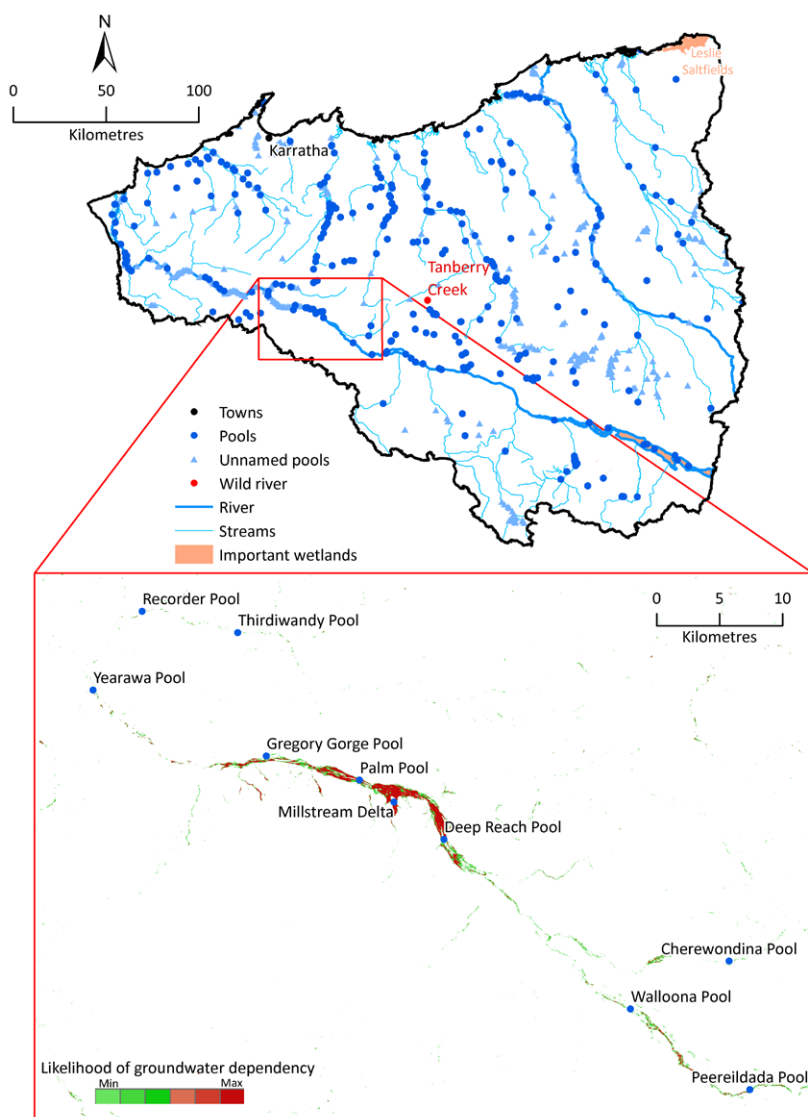 N
0 50 100
Kilometres
Leslie
Saltfields
Karratha
Tanberry
Creek
Towns
Pools
Unnamed pools
Wild river
River
Streams
Important wetlands
0 5 10
Kilometres
Recorder Pool
Thirdiwandy Pool
Yearawa Pool
Gregory Gorge Pool
Palm Pool
Millstream Delta
Deep Reach Pool
Cherewondina Pool
Walloona Pool
Peereildada Pool
Likelihood of groundwater dependency
Min Max